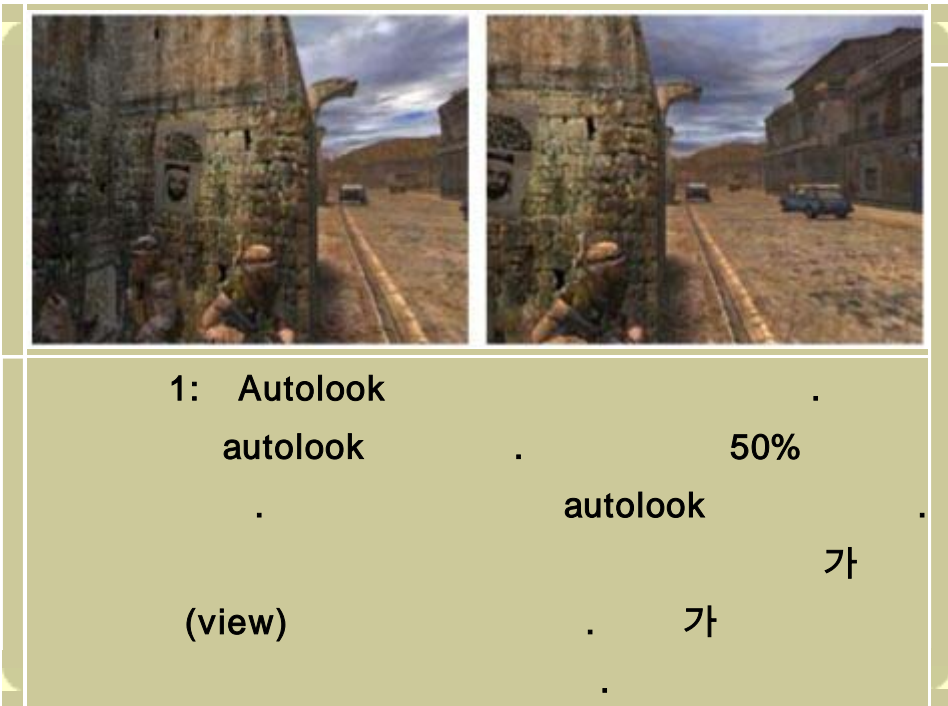 1: Autolook .
autolook . 50%
. autolook .
가
(view) . 가
.